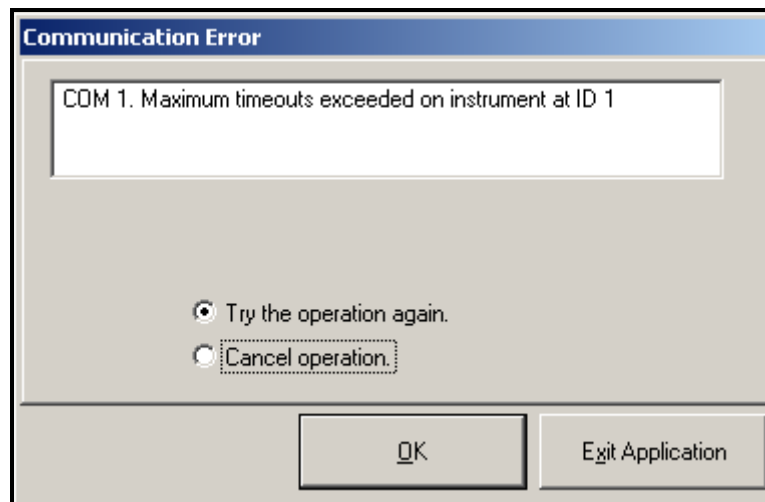 Communication Error
COM 1. Maximum timeouts exceeded on instrument at ID 1
Try the operation again.
Cancel operation.
OK
Exit Application